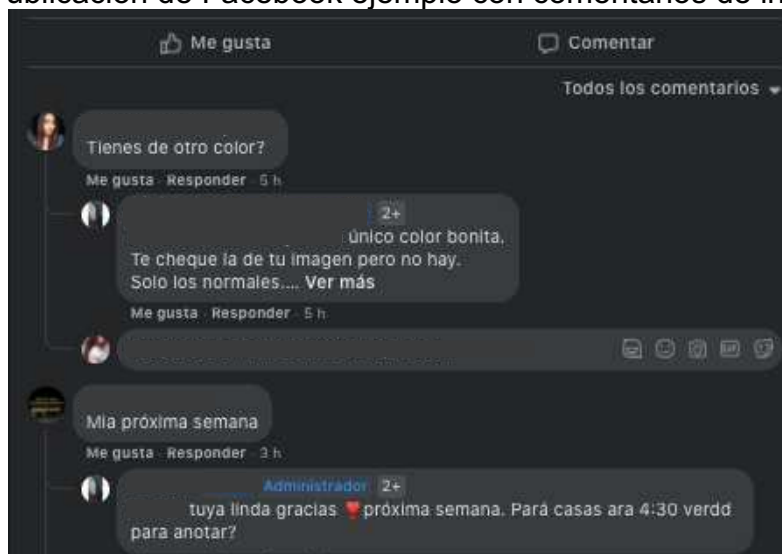 ublicación de Facebook ejemplo con comentarios de in
Me gusta Comentar
Todos los comentarios
Tienes de otro color?
Me gusta · Responder · 5 h
2+
único color bonita.
Te cheque la de tu imagen pero no hay.
Solo los normales.... Ver más
Me gusta · Responder · 5 h
GIF
Mia próxima semana
Me gusta · Responder · 3 h
Administrador 2+
tuya linda gracias ❣próxima semana. Pará casas ara 4:30 verdd
para anotar?